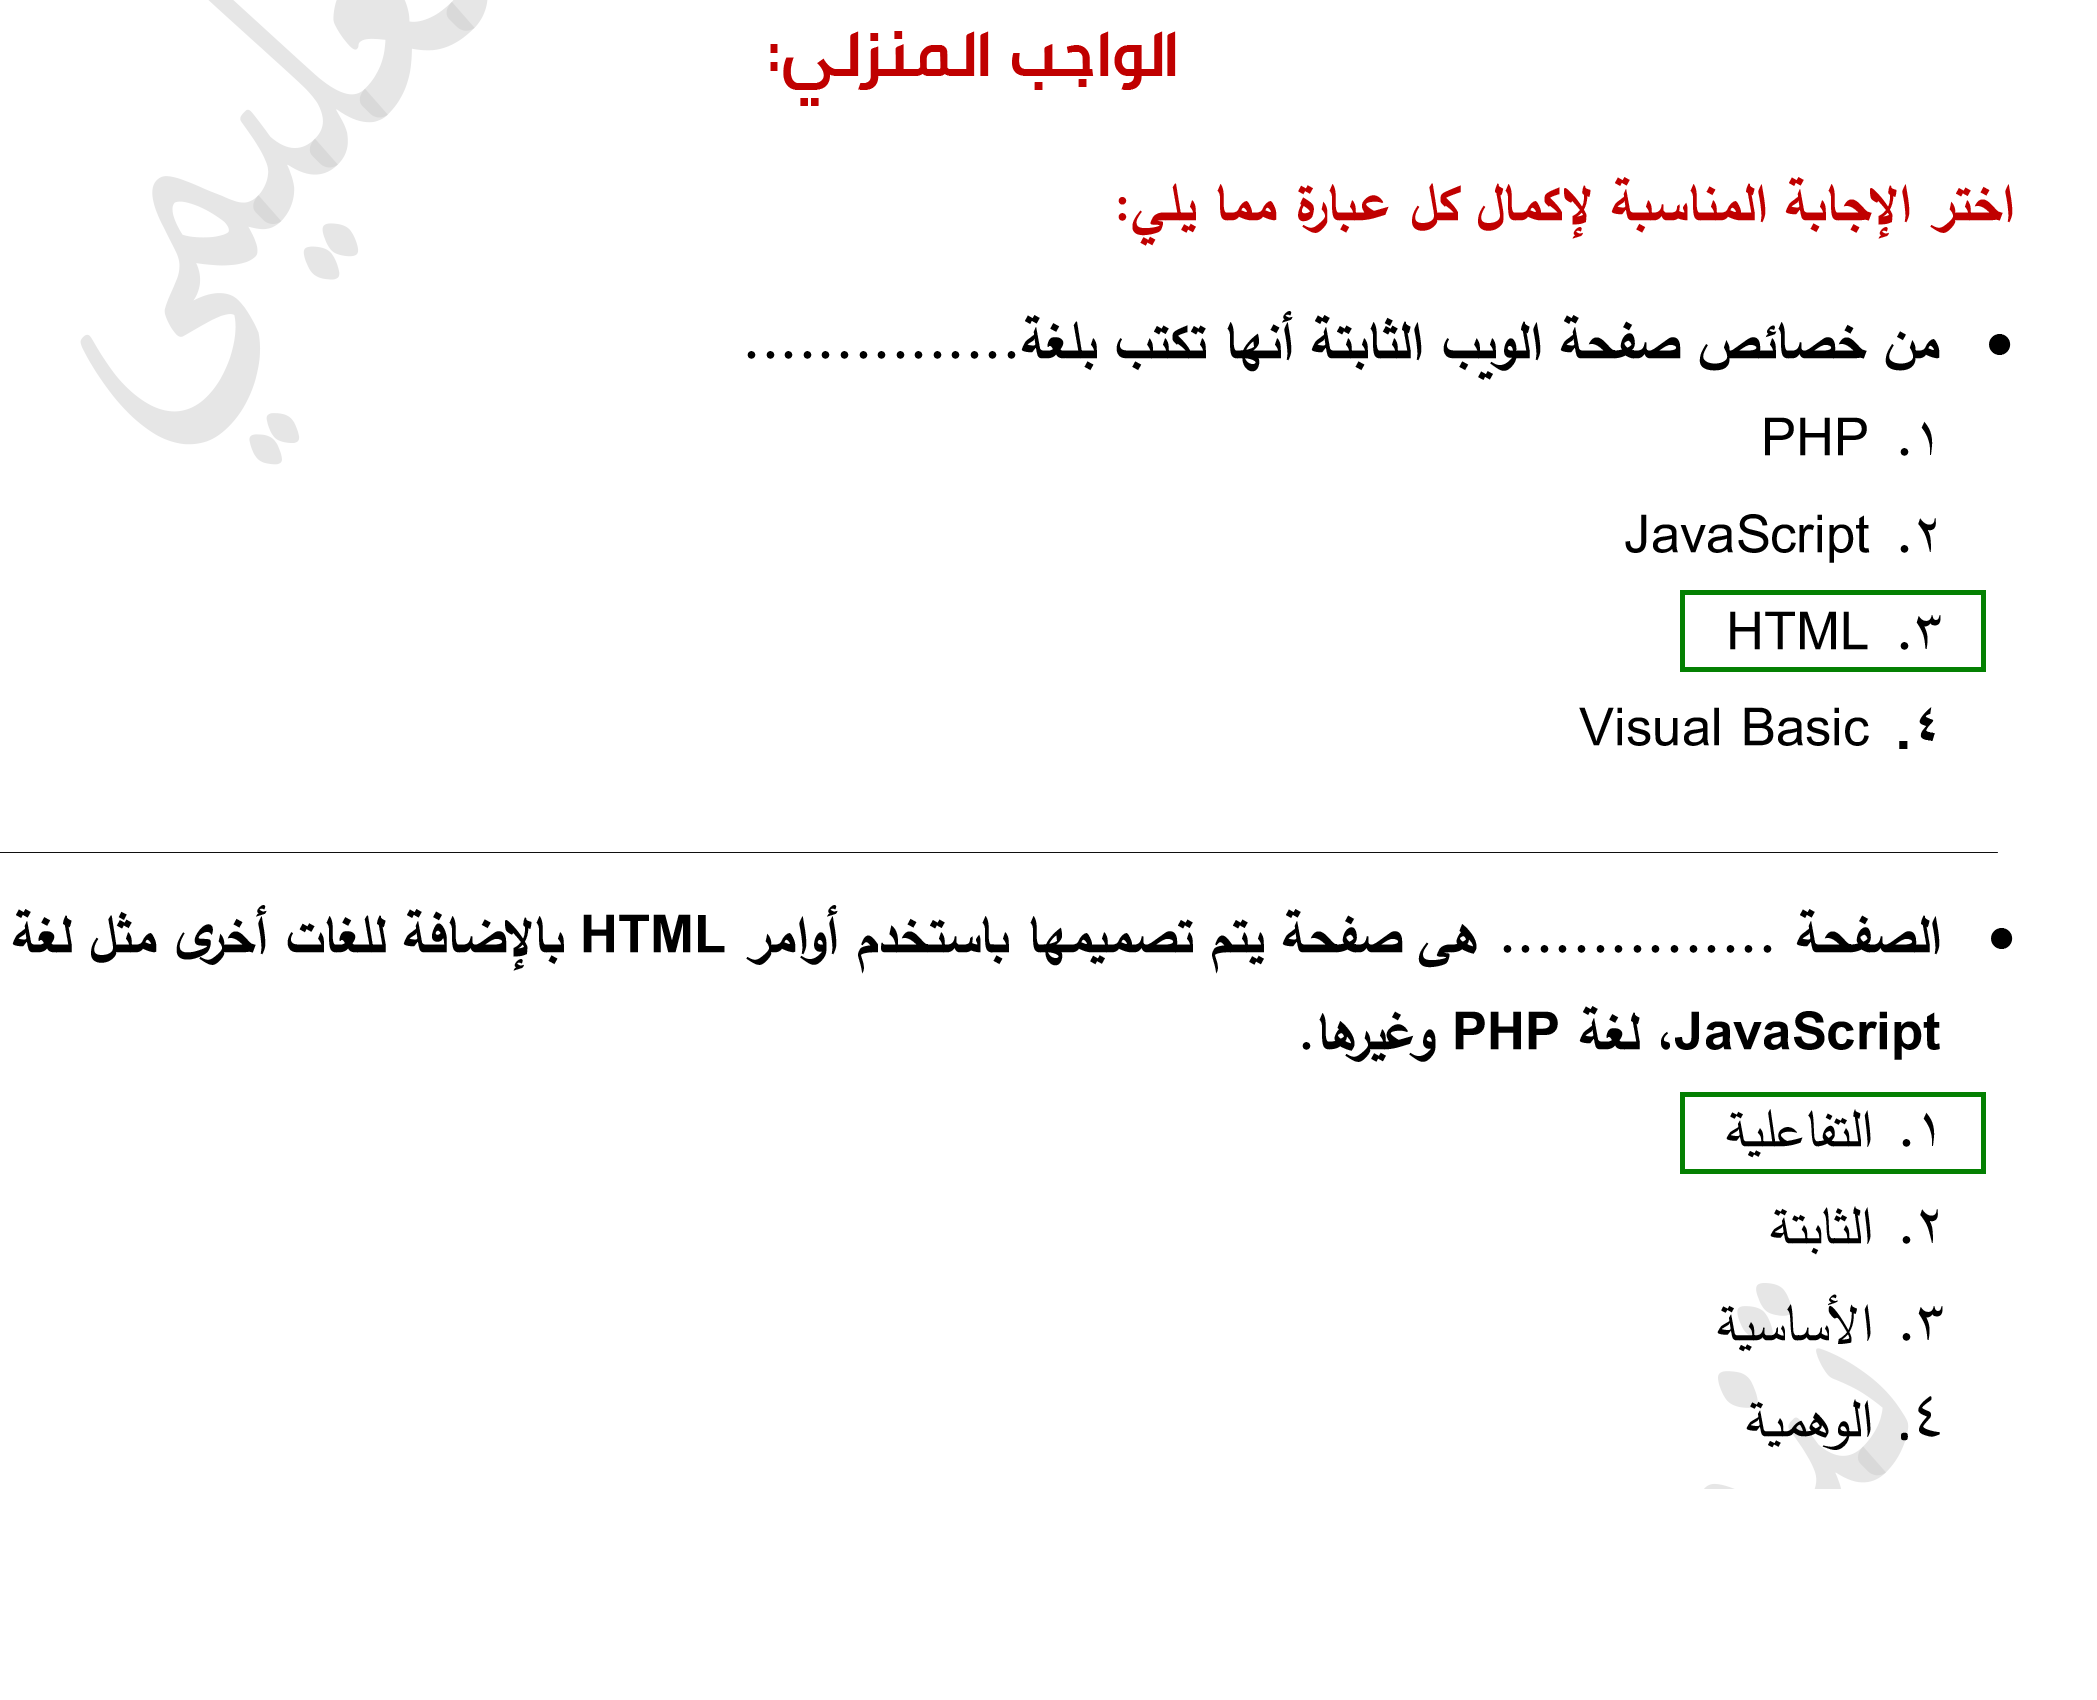 الواجب المنزلي:
اختر الإجابة المناسبة لإكمال كل عبارة مما يلي:
• من خصائص صفحة الويب الثابتة أنها تكتب بلغة...............
١. PHP
٢. JavaScript
٣. HTML
٤. Visual Basic
• الصفحة ............... هى صفحة يتم تصميمها باستخدم أوامر HTML بالإضافة للغات أخرى مثل لغة
JavaScript، لغة PHP وغيرها.
١. التفاعلية
٢. الثابتة
٣. الأساسية
٤. الوهمية